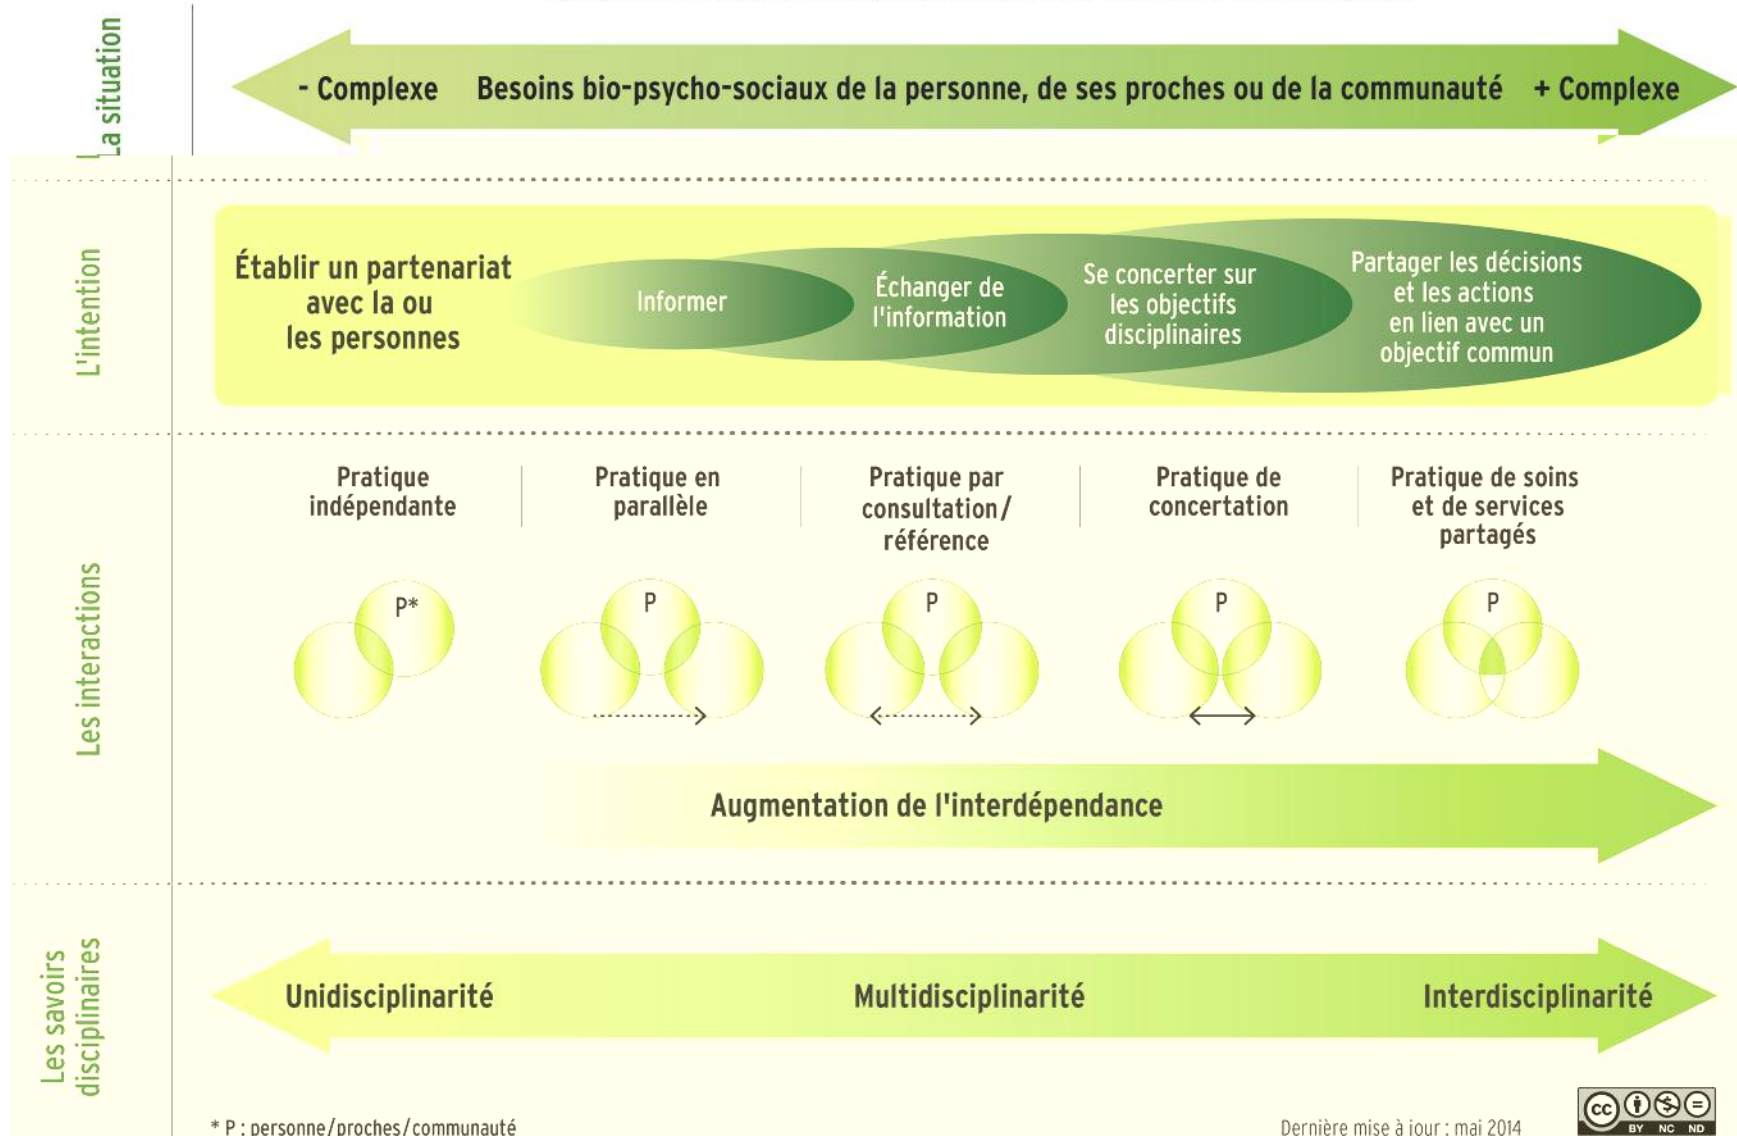 La situation
- Complexe Besoins bio-psycho-sociaux de la personne, de ses proches ou de la communauté + Complexe
L'intention
Établir un partenariat
avec la ou
les personnes
Informer
Échanger de
l'information
Se concerter sur
les objectifs
disciplinaires
Partager les décisions
et les actions
en lien avec un
objectif commun
Les interactions
Pratique
indépendante
Pratique en
parallèle
Pratique par
consultation/
référence
Pratique de
concertation
Pratique de soins
et de services
partagés
P*
P
P
P
P
Augmentation de l'interdépendance
Les savoirs
disciplinaires
Unidisciplinarité Multidisciplinarité Interdisciplinarité
* P : personne/proches/communauté
Dernière mise à jour : mai 2014
cc
BY NC ND